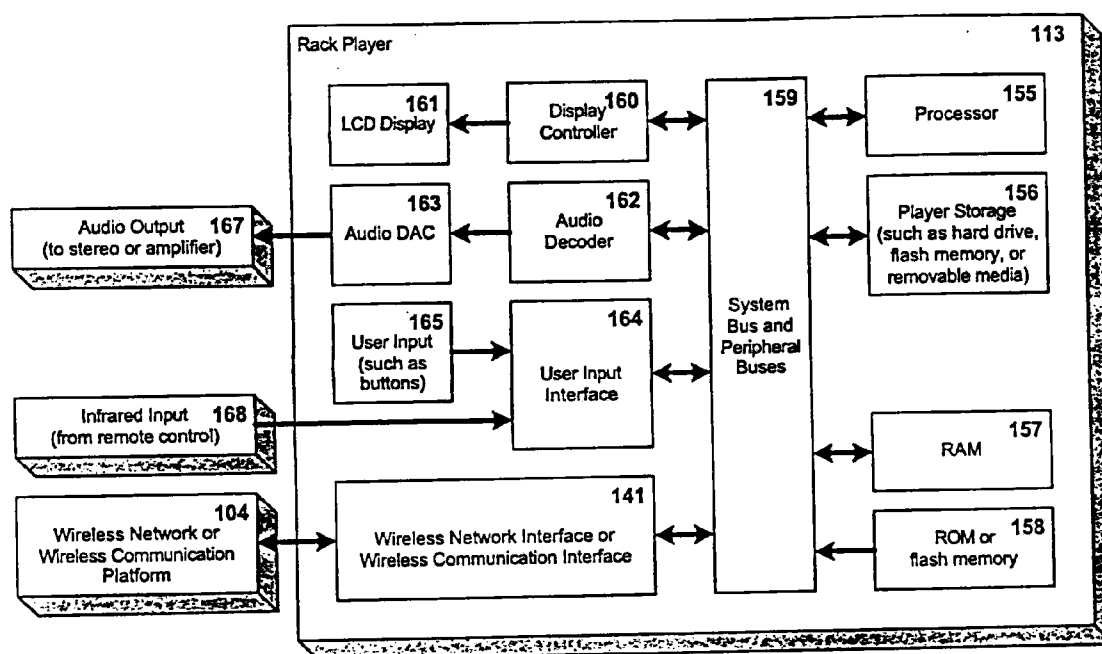 Rack Player
113
161
LCD Display
160
Display
Controller
159
System
Bus and
Peripheral
Buses
155
Processor
Audio Output 167
(to stereo or amplifier)
163
Audio DAC
162
Audio
Decoder
156
Player Storage
(such as hard drive,
flash memory, or
removable media)
165
User Input
(such as
buttons)
164
User Input
Interface
Infrared Input 168
(from remote control)
157
RAM
104
Wireless Network or
Wireless Communication
Platform
141
Wireless Network Interface or
Wireless Communication Interface
158
ROM or
flash memory